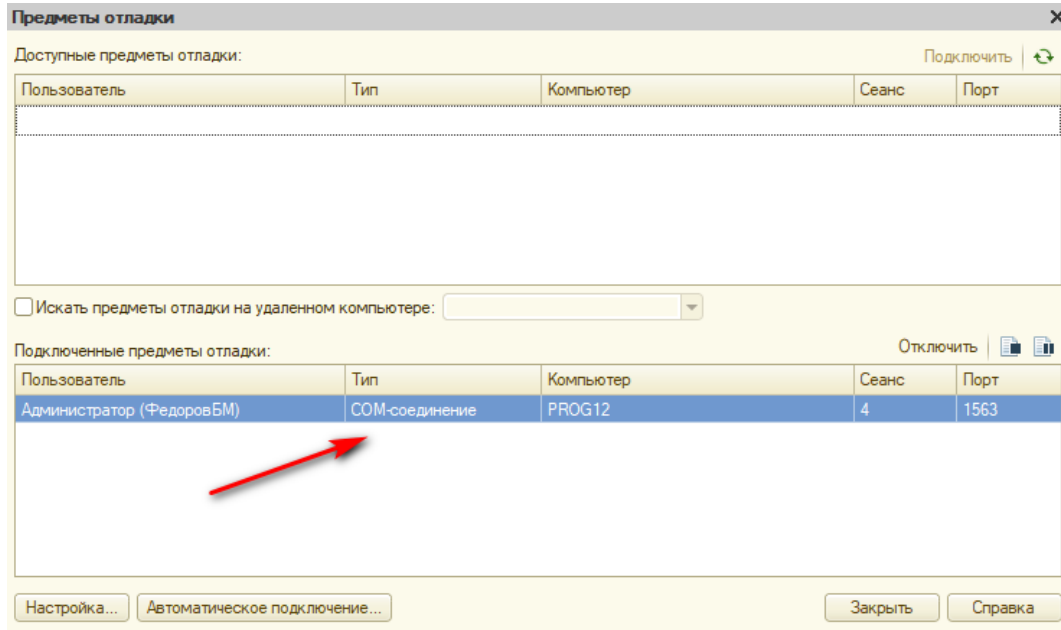 Предметы отладки
Доступные предметы отладки: Подключить
Пользователь Тип Компьютер Сеанс Порт
Искать предметы отладки на удаленном компьютере:
Подключенные предметы отладки: Отключить
Пользователь Тип Компьютер Сеанс Порт
Администратор (ФедоровБМ) COM-соединение PROG12 4 1563
Настройка... Автоматическое подключение... Закрыть Справка